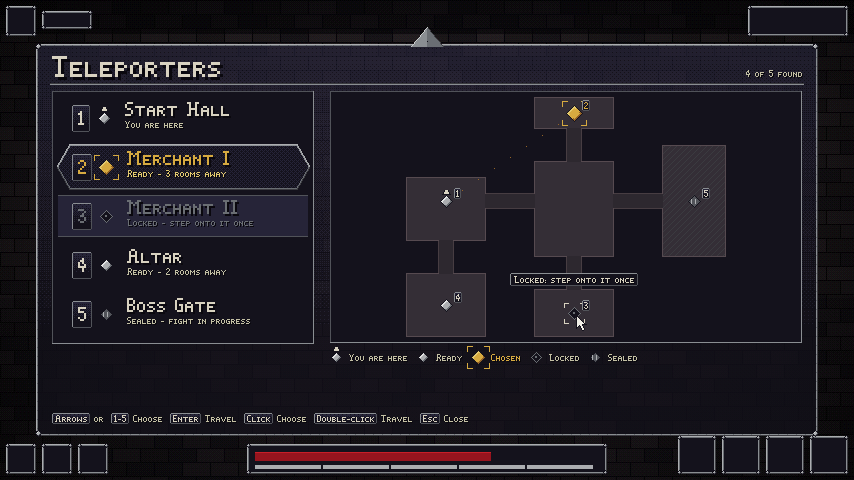 Teleporters
4 of 5 found
1 Start Hall
You are here
2 Merchant I
Ready - 3 rooms away
3 Merchant II
Locked - step onto it once
4 Altar
Ready - 2 rooms away
5 Boss Gate
Sealed - fight in progress
2
1
5
Locked: step onto it once
4
3
You are here Ready Chosen Locked Sealed
Arrows or 1-5 Choose Enter Travel Click Choose Double-click Travel Esc Close